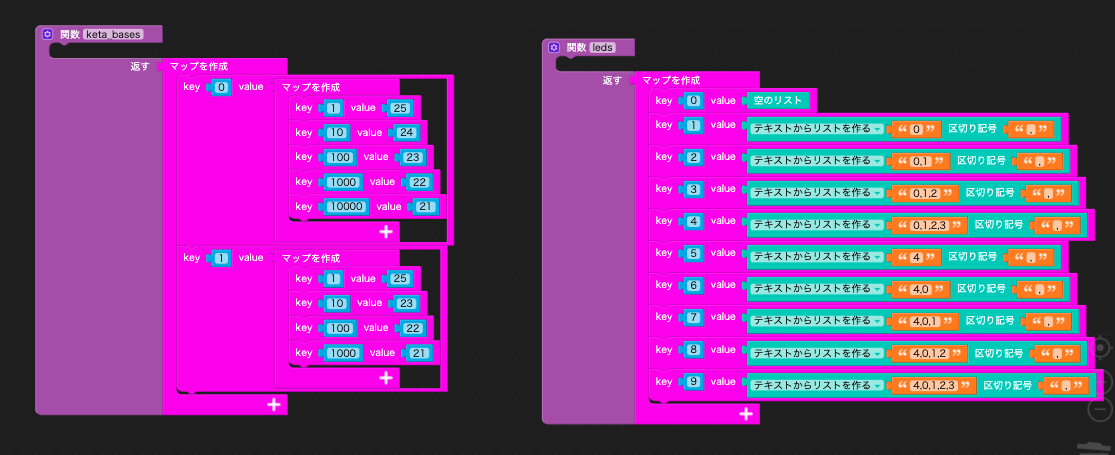 関数 keta_bases
返す マップを作成
key 0 value マップを作成
key 1 value 25
key 10 value 24
key 100 value 23
key 1000 value 22
key 10000 value 21
+
key 1 value マップを作成
key 1 value 25
key 10 value 23
key 100 value 22
key 1000 value 21
+
+
関数 leds
返す マップを作成
key 0 value 空のリスト
key 1 value テキストからリストを作る “ 0 ” 区切り記号 “ , ”
key 2 value テキストからリストを作る “ 0,1 ” 区切り記号 “ , ”
key 3 value テキストからリストを作る “ 0,1,2 ” 区切り記号 “ , ”
key 4 value テキストからリストを作る “ 0,1,2,3 ” 区切り記号 “ , ”
key 5 value テキストからリストを作る “ 4 ” 区切り記号 “ , ”
key 6 value テキストからリストを作る “ 4,0 ” 区切り記号 “ , ”
key 7 value テキストからリストを作る “ 4,0,1 ” 区切り記号 “ , ”
key 8 value テキストからリストを作る “ 4,0,1,2 ” 区切り記号 “ , ”
key 9 value テキストからリストを作る “ 4,0,1,2,3 ” 区切り記号 “ , ”
+